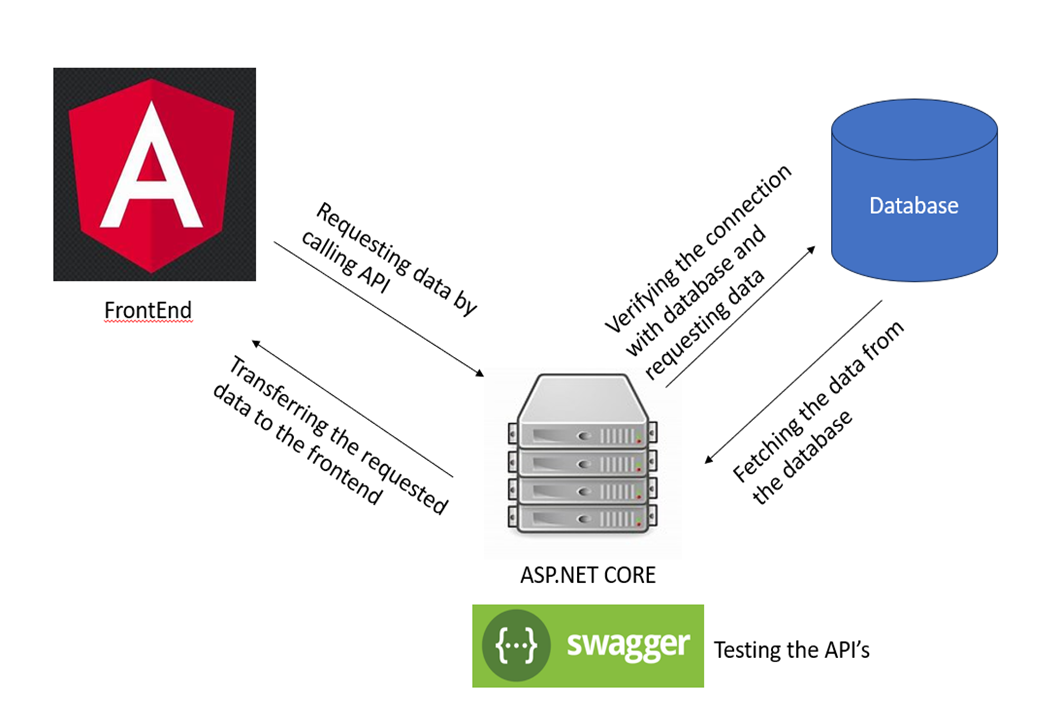 A
FrontEnd
Requesting data by
calling API
Transferring the requested
data to the frontend
Verifying the connection
with database and
requesting data
Database
Fetching the data from
the database
ASP.NET CORE
{···} swagger
Testing the API’s